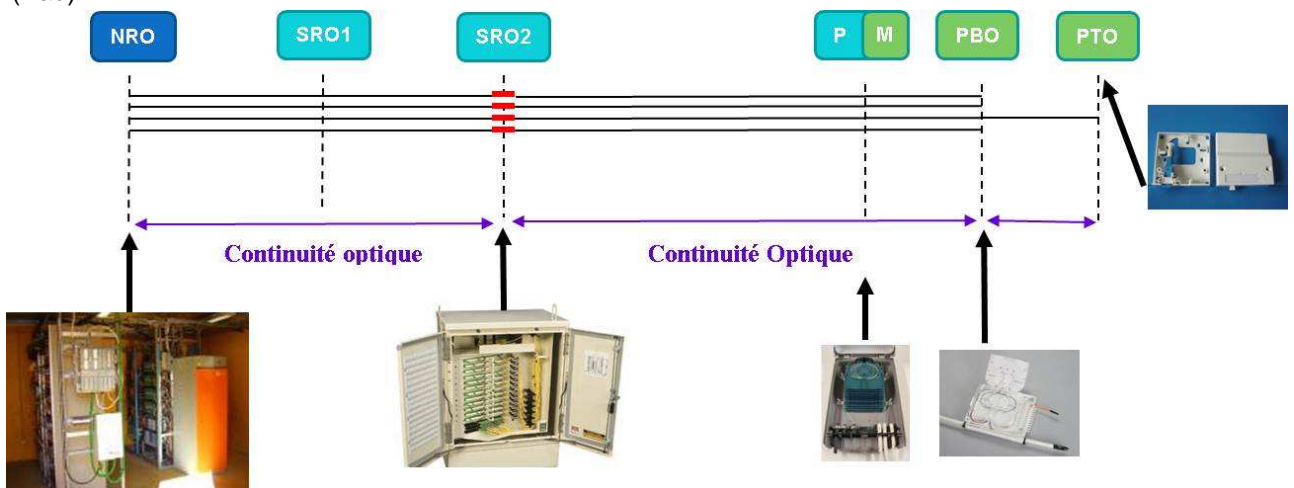 NRO
SRO1
SRO2
P M
PBO
PTO
Continuité optique
Continuité Optique